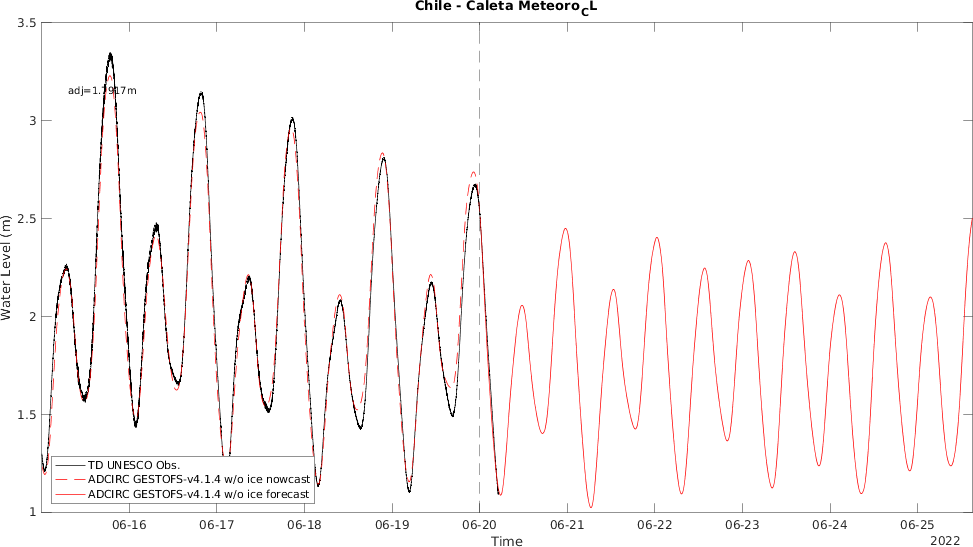 Chile - Caleta Meteoro_CL
3.5
3
2.5
2
1.5
1
Water Level (m)
adj=1.7917m
TD UNESCO Obs.
ADCIRC GESTOFS-v4.1.4 w/o ice nowcast
ADCIRC GESTOFS-v4.1.4 w/o ice forecast
06-16
06-17
06-18
06-19
06-20
06-21
06-22
06-23
06-24
06-25
Time
2022